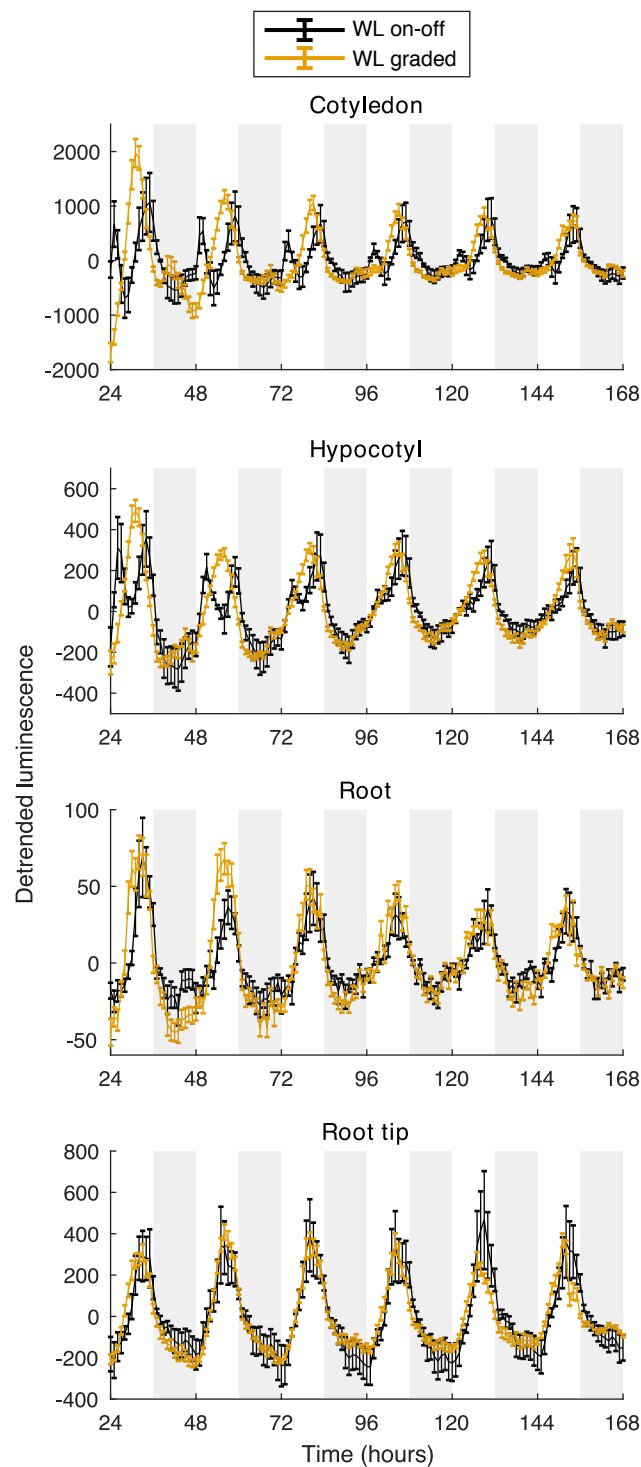 WL on-off
WL graded
Cotyledon
2000
1000
0
-1000
-2000
24 48 72 96 120 144 168
Hypocotyl
600
400
200
0
-200
-400
24 48 72 96 120 144 168
Detrended luminescence
Root
100
50
0
-50
24 48 72 96 120 144 168
Root tip
800
600
400
200
0
-200
-400
24 48 72 96 120 144 168
Time (hours)